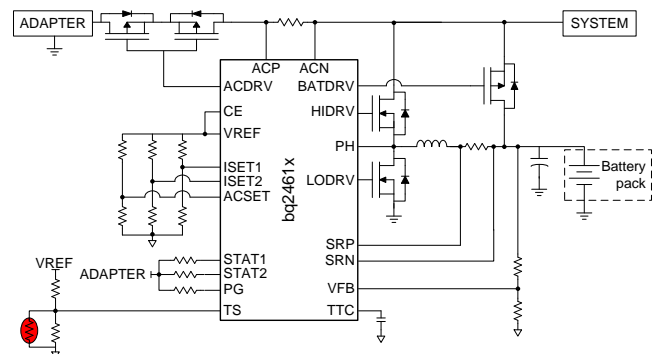 ADAPTER
SYSTEM
ACP
ACN
ACDRV
BATDRV
CE
HIDRV
VREF
PH
ISET1
ISET2
LODRV
ACSET
bq2461x
Battery
pack
SRP
STAT1
SRN
ADAPTER
STAT2
VREF
PG
VFB
TS
TTC